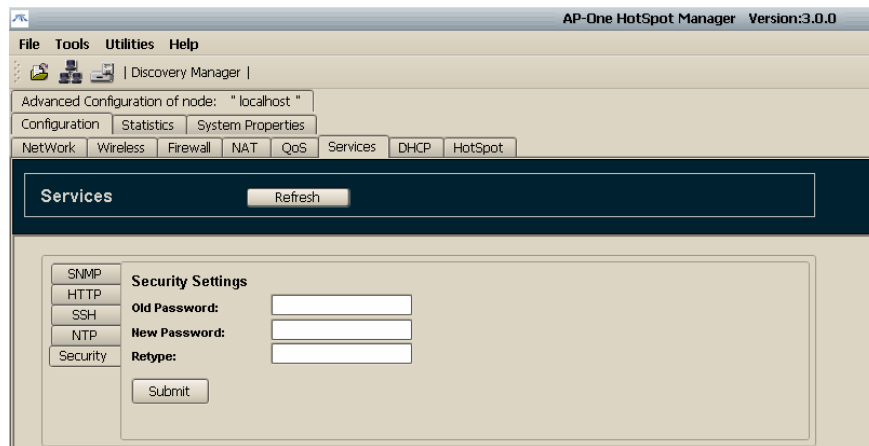 AP-One HotSpot Manager Version:3.0.0
File Tools Utilities Help
| Discovery Manager |
Advanced Configuration of node: " localhost "
Configuration Statistics System Properties
NetWork Wireless Firewall NAT QoS Services DHCP HotSpot
Services Refresh
SNMP
HTTP
SSH
NTP
Security
Security Settings
Old Password:
New Password:
Retype:
Submit